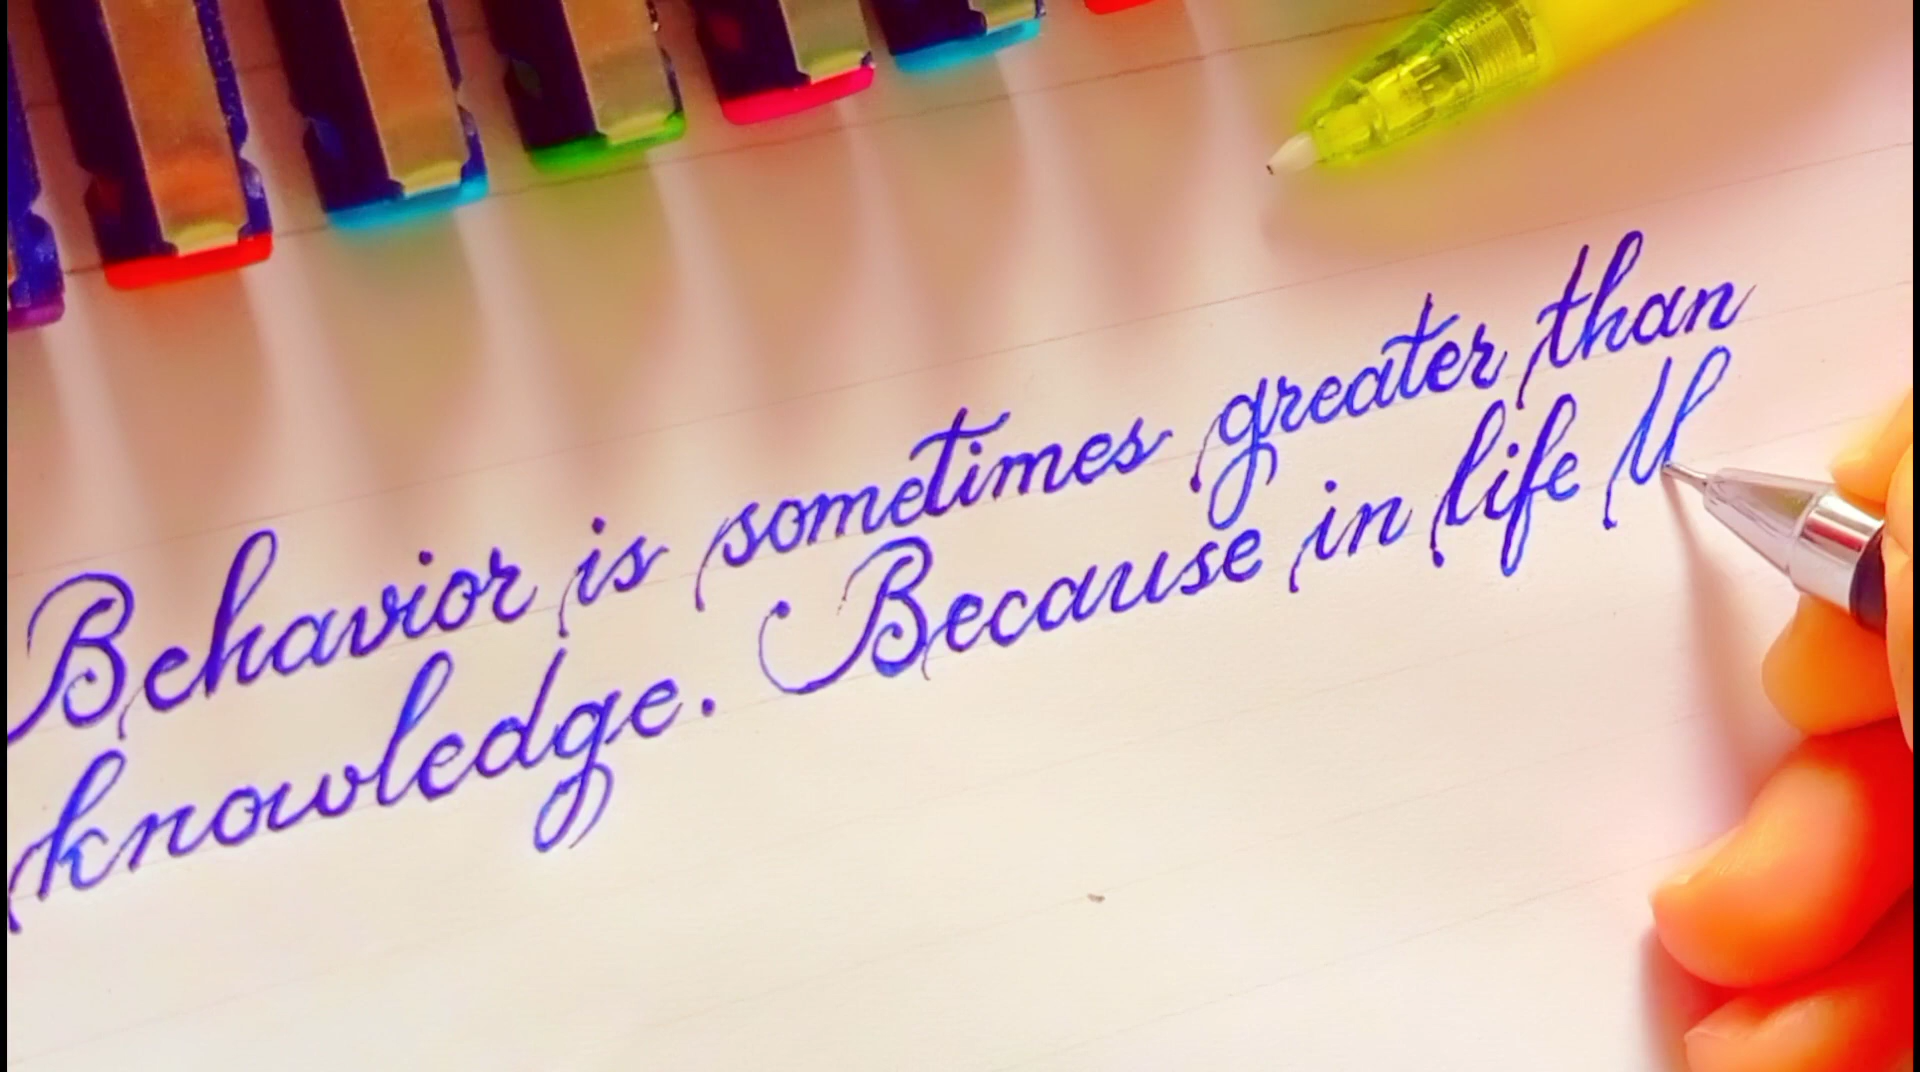 Behavior is sometimes greater than
knowledge. Because in life